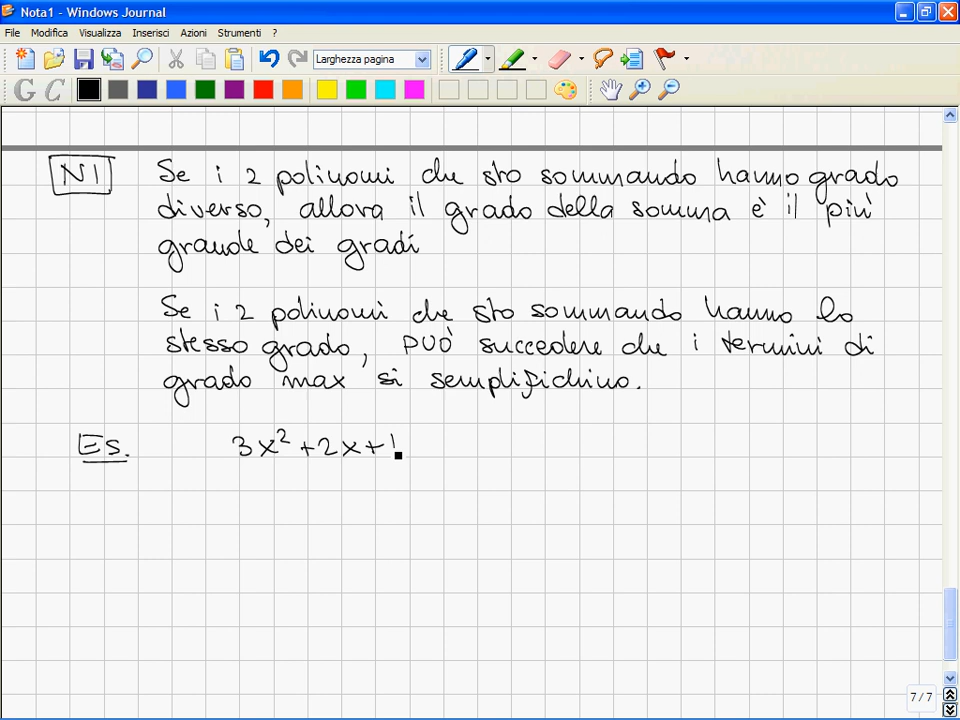 Nota1 - Windows Journal
File Modifica Visualizza Inserisci Azioni Strumenti ?
Larghezza pagina
G C
N1 Se i 2 polinomi che sto sommando hanno grado
diverso, allora il grado della somma è il più
grande dei gradi
Se i 2 polinomi che sto sommando hanno lo
stesso grado, PUÒ succedere che i termini di
grado max si semplifichino.
ES. 3x² + 2x + 1
7 / 7